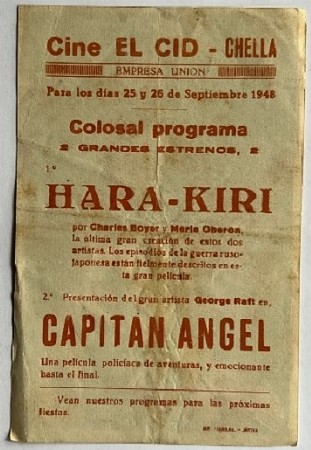 Cine EL CID - CHELLA
EMPRESA UNION
Para los días 25 y 26 de Septiembre 1948
Colosal programa
2 GRANDES ESTRENOS, 2
1.º
HARA-KIRI
por Charles Boyer y Merle Oberon,
la última gran creación de estos dos
artistas. Los episodios de la guerra ruso-
japonesa están fielmente descritos en es-
ta gran película.
2.º Presentación del gran artista George Raft en,
CAPITÁN ANGEL
Una película policíaca de aventuras, y emocionante
hasta el final.
Vean nuestros programas para las próximas
fiestas.